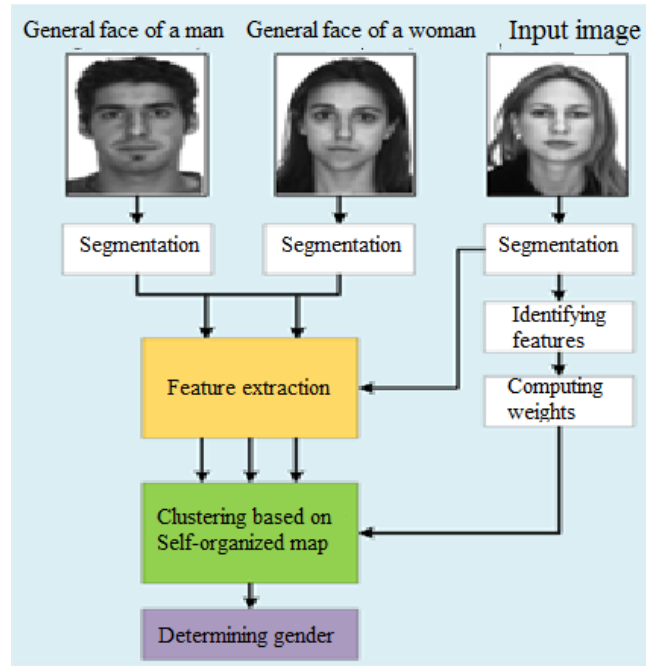 General face of a man
General face of a woman
Input image
Segmentation
Segmentation
Segmentation
Identifying
features
Feature extraction
Computing
weights
Clustering based on
Self-organized map
Determining gender